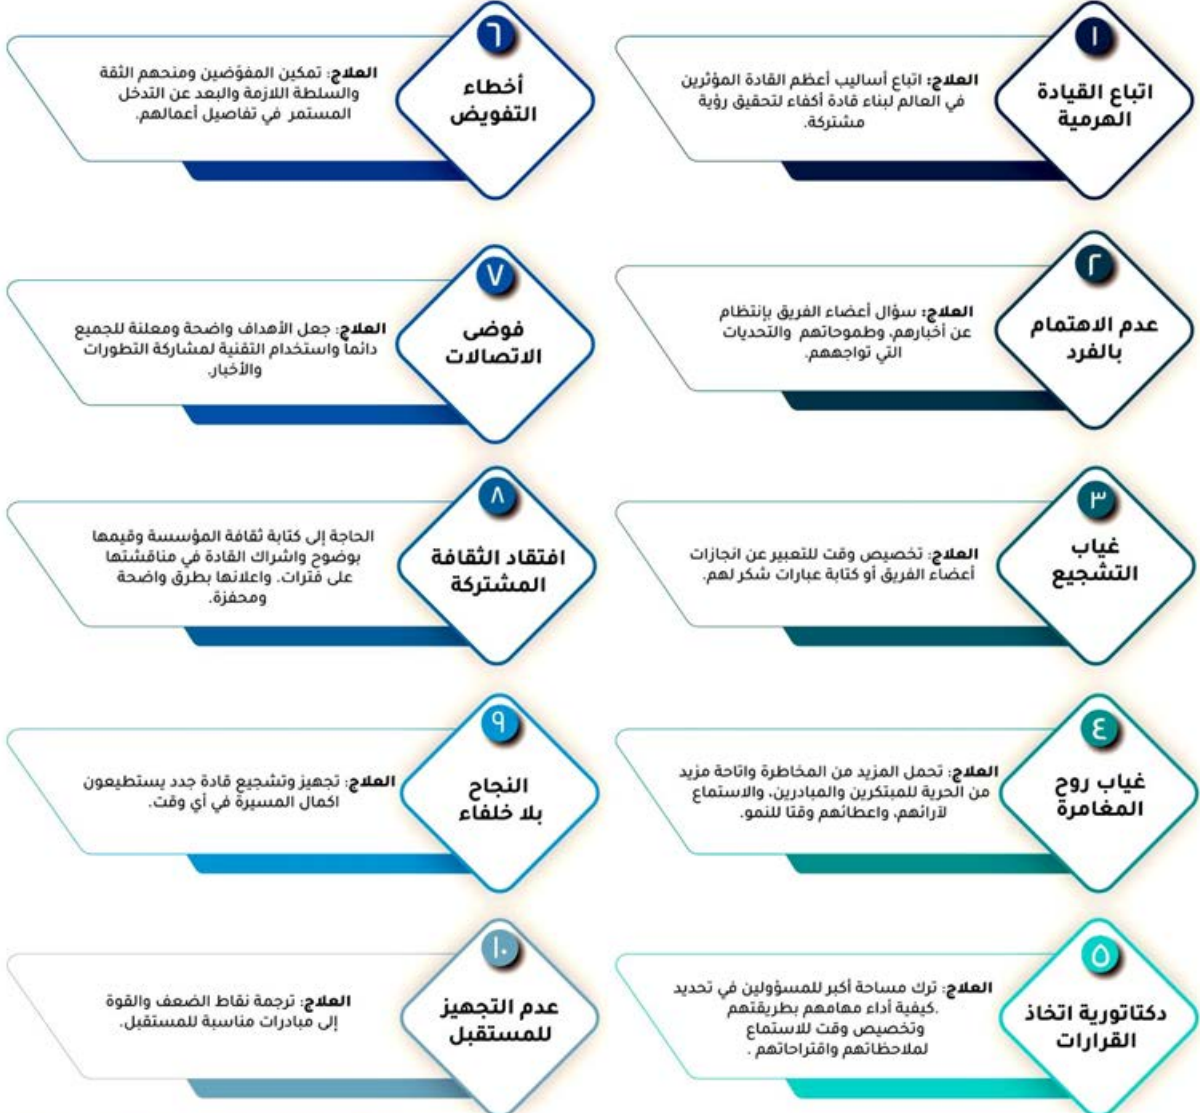 ١
اتباع القيادة
الهرمية
العلاج: اتباع أساليب أعظم القادة المؤثرين
في العالم لبناء قادة أكفاء لتحقيق رؤية
مشتركة.
٢
عدم الاهتمام
بالفرد
العلاج: سؤال أعضاء الفريق بإنتظام
عن أخبارهم، وطموحاتهم والتحديات
التي تواجههم.
٣
غياب
التشجيع
العلاج: تخصيص وقت للتعبير عن انجازات
أعضاء الفريق أو كتابة عبارات شكر لهم.
٤
غياب روح
المغامرة
العلاج: تحمل المزيد من المخاطرة واتاحة مزيد
من الحرية للمبتكرين والمبادرين، والاستماع
لآرائهم، واعطائهم وقتا للنمو.
٥
دكتاتورية اتخاذ
القرارات
العلاج: ترك مساحة أكبر للمسؤولين في تحديد
.كيفية أداء مهامهم بطريقتهم
وتخصيص وقت للاستماع
لملاحظاتهم واقتراحاتهم .
٦
أخطاء
التفويض
العلاج: تمكين المفوّضين ومنحهم الثقة
والسلطة اللازمة والبعد عن التدخل
المستمر في تفاصيل أعمالهم.
٧
فوضى
الاتصالات
العلاج: جعل الأهداف واضحة ومعلنة للجميع
دائماً واستخدام التقنية لمشاركة التطورات
والأخبار.
٨
افتقاد الثقافة
المشتركة
الحاجة إلى كتابة ثقافة المؤسسة وقيمها
بوضوح واشراك القادة في مناقشتها
على فترات. واعلانها بطرق واضحة
ومحفزة.
٩
النجاح
بلا خلفاء
العلاج: تجهيز وتشجيع قادة جدد يستطيعون
اكمال المسيرة في أي وقت.
١٠
عدم التجهيز
للمستقبل
العلاج: ترجمة نقاط الضعف والقوة
إلى مبادرات مناسبة للمستقبل.